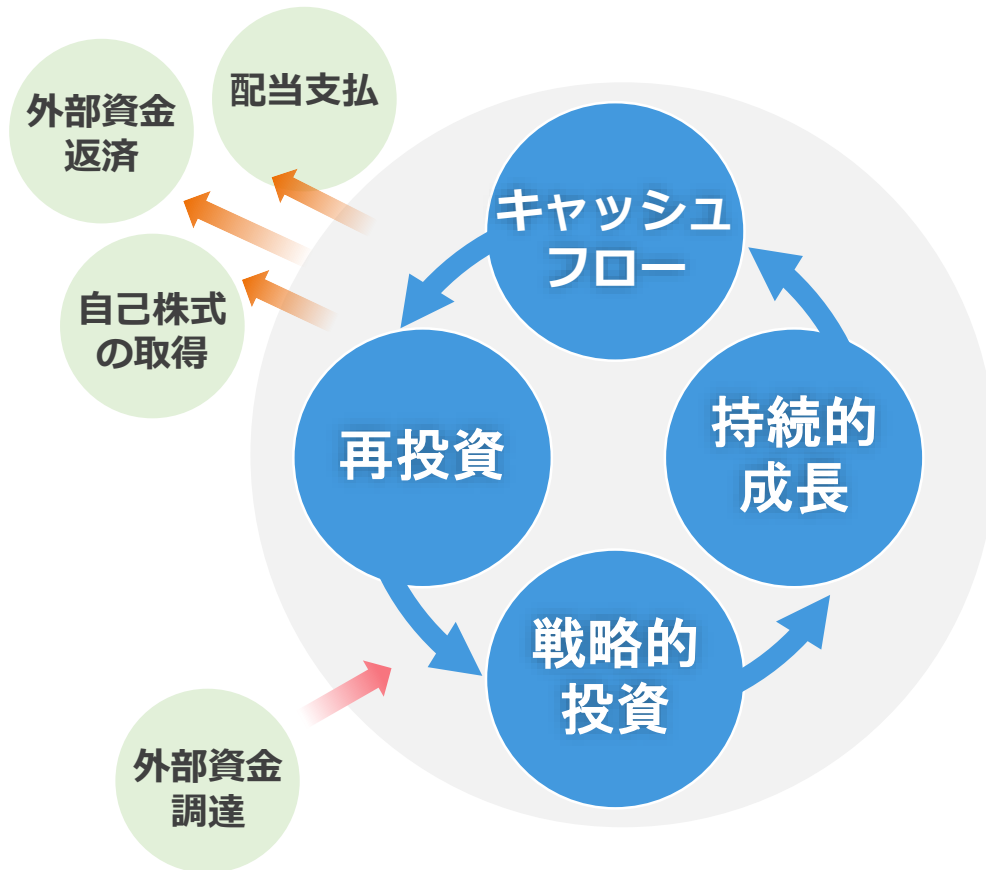 配当支払
外部資金
返済
自己株式
の取得
キャッシュ
フロー
再投資
持続的
成長
戦略的
投資
外部資金
調達